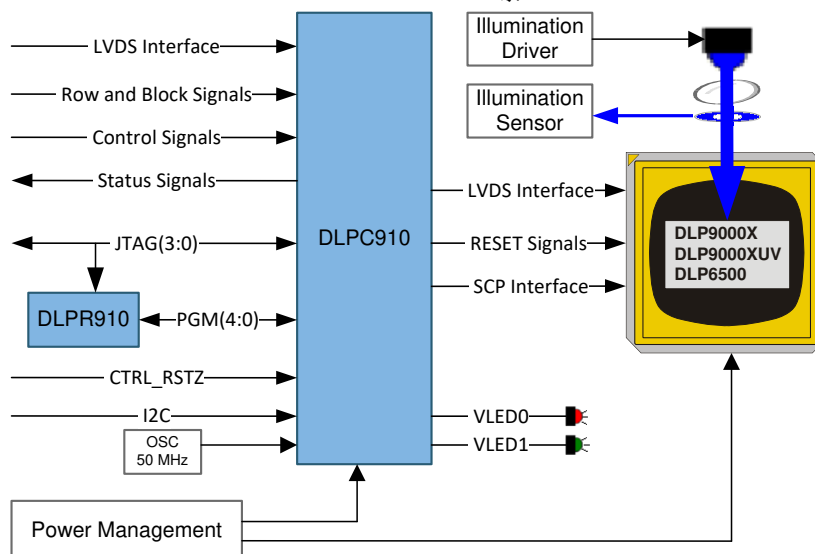 LVDS Interface
Row and Block Signals
Control Signals
Status Signals
JTAG(3:0)
DLPR910
PGM(4:0)
CTRL_RSTZ
I2C
OSC
50 MHz
Power Management
DLPC910
Illumination
Driver
Illumination
Sensor
LVDS Interface
RESET Signals
SCP Interface
DLP9000X
DLP9000XUV
DLP6500
VLED0
VLED1